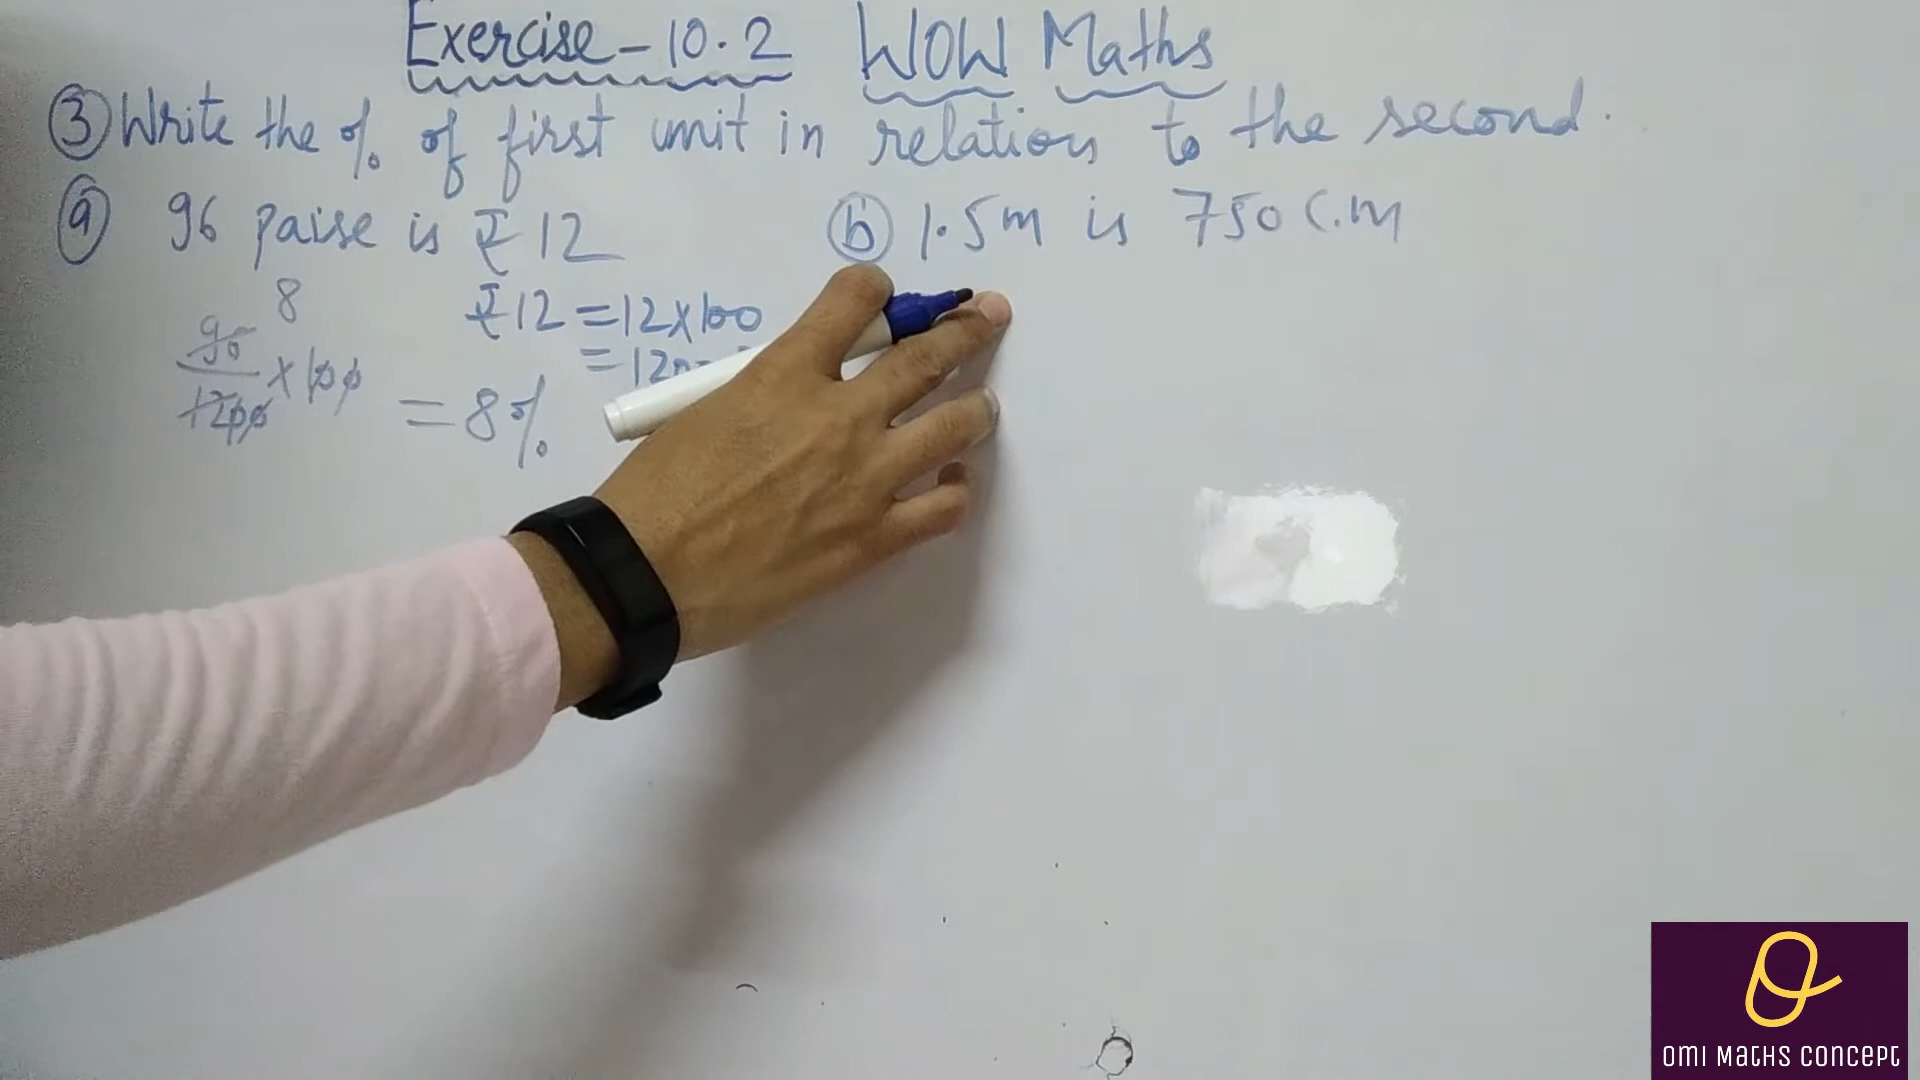 Exercise - 10.2 WOW Maths
③ Write the % of first unit in relation to the second.
ⓐ 96 paise is ₹ 12
ⓑ 1.5m is 750 C.M
8
96/1200 × 100 = 8%
₹ 12 = 12 × 100
= 120
OMI MATHS CONCEPT